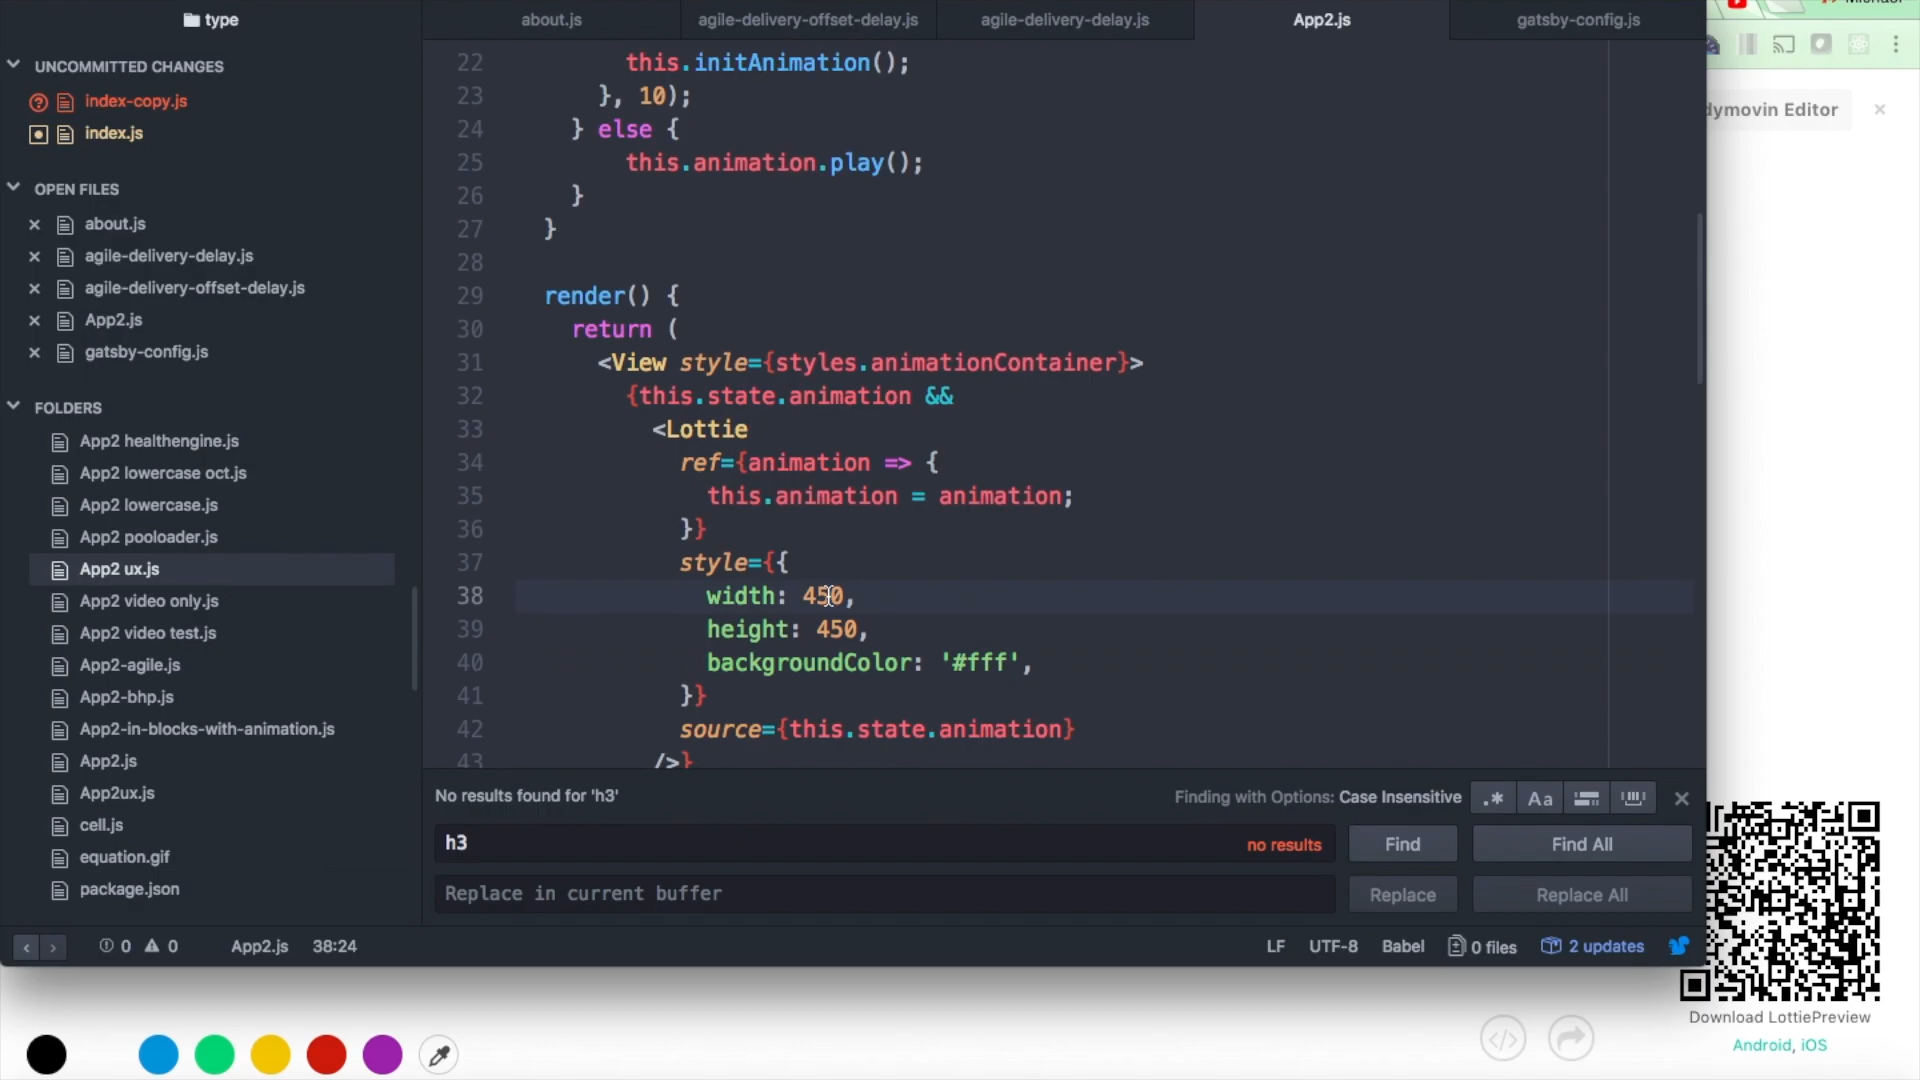 type
UNCOMMITTED CHANGES
index-copy.js
index.js
OPEN FILES
about.js
agile-delivery-delay.js
agile-delivery-offset-delay.js
App2.js
gatsby-config.js
FOLDERS
App2 healthengine.js
App2 lowercase oct.js
App2 lowercase.js
App2 pooloader.js
App2 ux.js
App2 video only.js
App2 video test.js
App2-agile.js
App2-bhp.js
App2-in-blocks-with-animation.js
App2.js
App2ux.js
cell.js
equation.gif
package.json
about.js agile-delivery-offset-delay.js agile-delivery-delay.js App2.js gatsby-config.js
22 this.initAnimation();
23 }, 10);
24 } else {
25 this.animation.play();
26 }
27 }
28
29 render() {
30 return (
31 <View style={styles.animationContainer}>
32 {this.state.animation &&
33 <Lottie
34 ref={animation => {
35 this.animation = animation;
36 }}
37 style={{
38 width: 450,
39 height: 450,
40 backgroundColor: '#fff',
41 }}
42 source={this.state.animation}
43 />}
No results found for 'h3'
Finding with Options: Case Insensitive .* Aa
h3 no results Find Find All
Replace in current buffer Replace Replace All
0 0 App2.js 38:24 LF UTF-8 Babel 0 files 2 updates
dymovin Editor
Download LottiePreview
Android, iOS